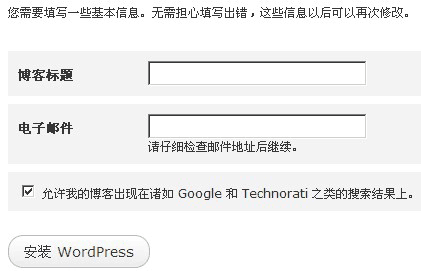 您需要填写一些基本信息。无需担心填写出错，这些信息以后可以再次修改。
博客标题
电子邮件
请仔细检查邮件地址后继续。
允许我的博客出现在诸如 Google 和 Technorati 之类的搜索结果上。
安装 WordPress